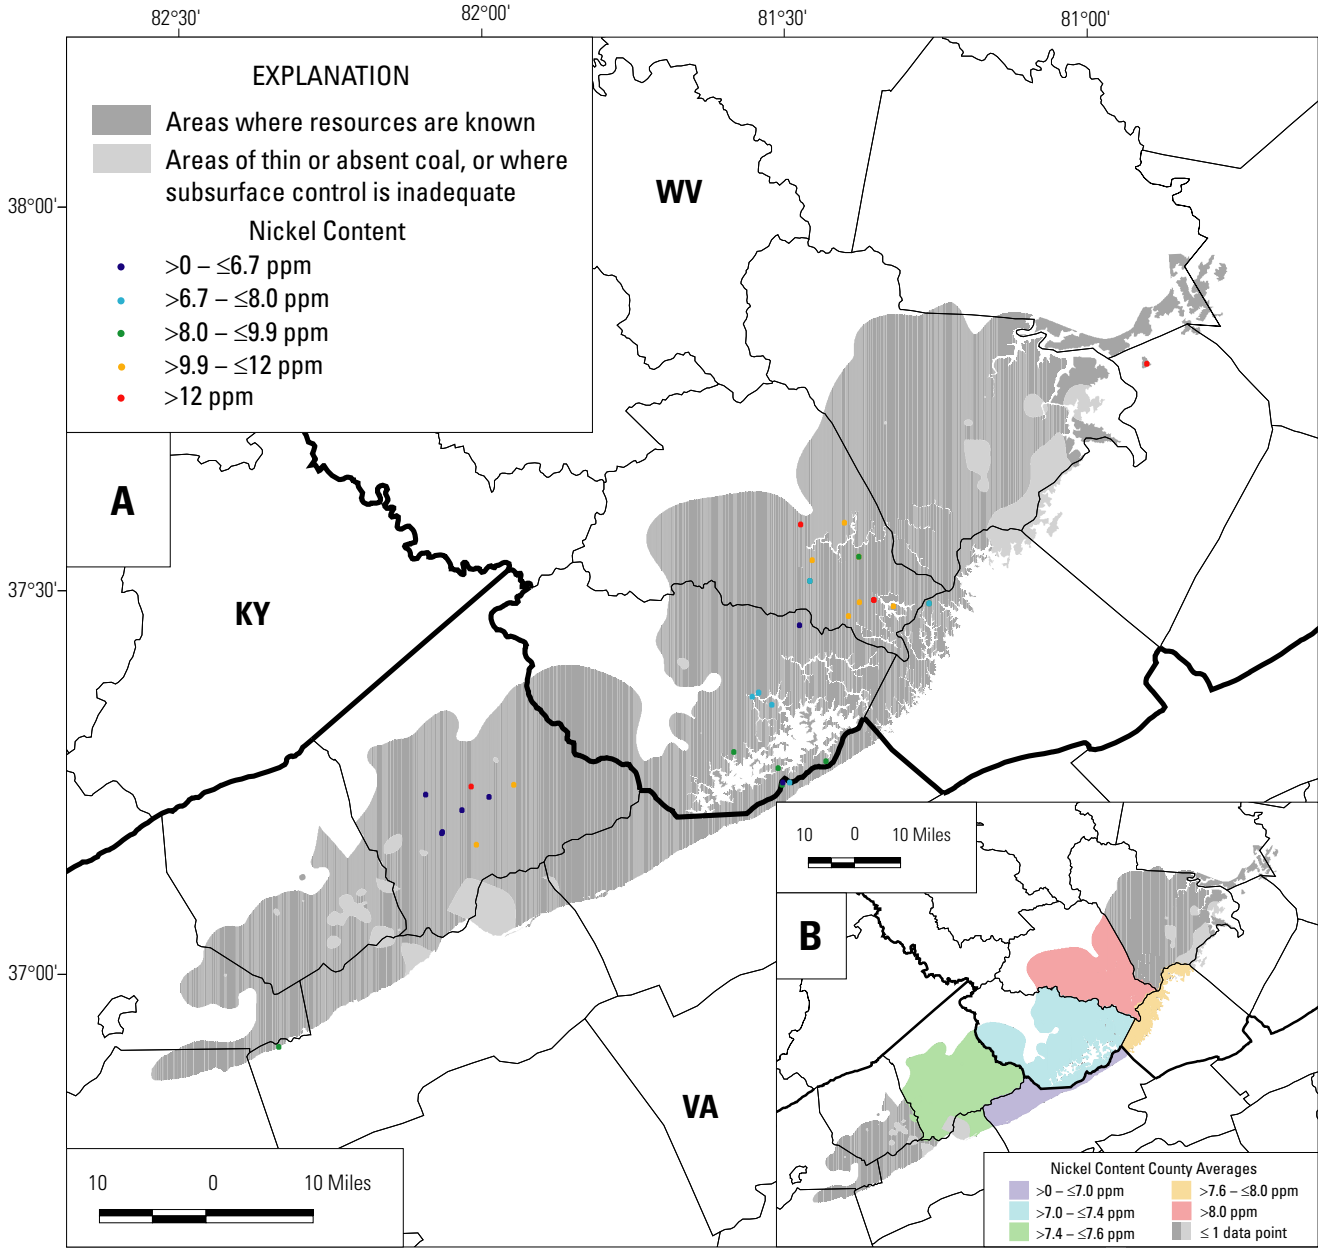 82°30' 82°00' 81°30' 81°00'
38°00'
37°30'
37°00'
EXPLANATION
Areas where resources are known
Areas of thin or absent coal, or where
subsurface control is inadequate
Nickel Content
>0 – ≤6.7 ppm
>6.7 – ≤8.0 ppm
>8.0 – ≤9.9 ppm
>9.9 – ≤12 ppm
>12 ppm
A
WV
KY
VA
10 0 10 Miles
10 0 10 Miles
B
Nickel Content County Averages
>0 – ≤7.0 ppm
>7.0 – ≤7.4 ppm
>7.4 – ≤7.6 ppm
>7.6 – ≤8.0 ppm
>8.0 ppm
≤ 1 data point